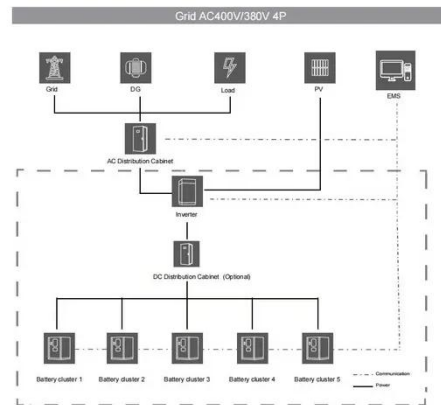 Grid AC400V/380V 4P
Grid
DG
Load
PV
EMS
AC Distribution Cabinet
Inverter
DC Distribution Cabinet (Optional)
Battery cluster 1
Battery cluster 2
Battery cluster 3
Battery cluster 4
Battery cluster 5
Communication
Power